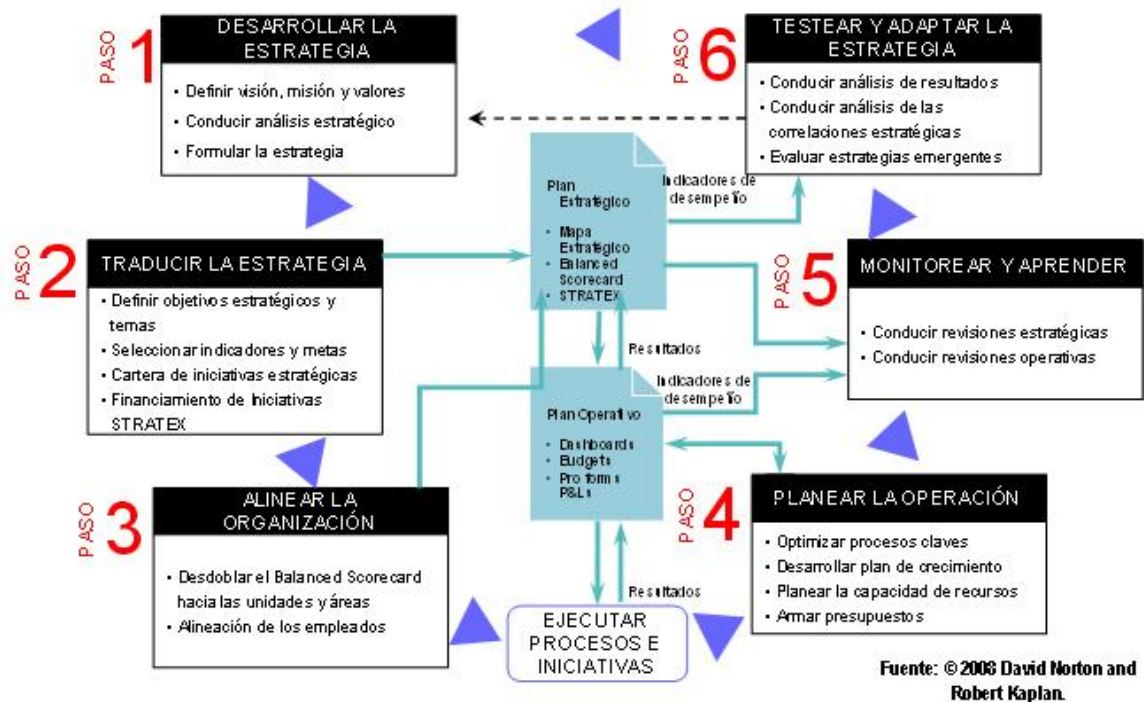 PASO 1
DESARROLLAR LA
ESTRATEGIA
• Definir visión, misión y valores
• Conducir análisis estratégico
• Formular la estrategia
PASO 2
TRADUCIR LA ESTRATEGIA
• Definir objetivos estratégicos y
temas
• Seleccionar indicadores y metas
• Cartera de iniciativas estratégicas
• Financiamiento de Iniciativas
STRATEX
PASO 3
ALINEAR LA
ORGANIZACIÓN
• Desdoblar el Balanced Scorecard
hacia las unidades y áreas
• Alineación de los empleados
Plan
Estratégico
• Mapa
Estratégico
• Balanced
Scorecard
• STRATEX
Indicadores de
desempeño
Resultados
Plan Operativo
• Dashboards
• Budgets
• Pro forms
P&Ls
Indicadores de
desempeño
Resultados
EJECUTAR
PROCESOS E
INICIATIVAS
PASO 4
PLANEAR LA OPERACIÓN
• Optimizar procesos claves
• Desarrollar plan de crecimiento
• Planear la capacidad de recursos
• Armar presupuestos
PASO 5
MONITOREAR Y APRENDER
• Conducir revisiones estratégicas
• Conducir revisiones operativas
PASO 6
TESTEAR Y ADAPTAR LA
ESTRATEGIA
• Conducir análisis de resultados
• Conducir análisis de las
correlaciones estratégicas
• Evaluar estrategias emergentes
Fuente: © 2008 David Norton and
Robert Kaplan.